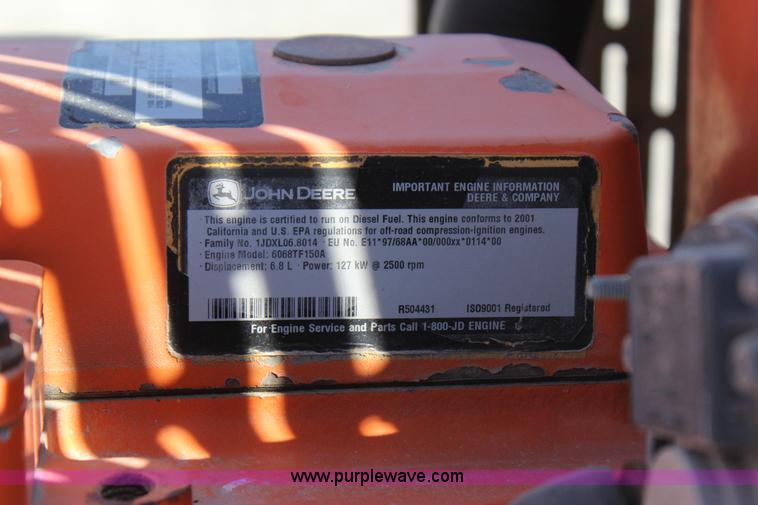 JOHN DEERE
IMPORTANT ENGINE INFORMATION
DEERE & COMPANY
This engine is certified to run on Diesel Fuel. This engine conforms to 2001
California and U.S. EPA regulations for off-road compression-ignition engines.
Family No. 1JDXL06.8014 · EU No. E11*97/68AA*00/000xx*0114*00
Engine Model: 6068TF150A
Displacement: 6.8 L · Power: 127 kW @ 2500 rpm
R504431 ISO9001 Registered
For Engine Service and Parts Call 1-800-JD ENGINE
www.purplewave.com